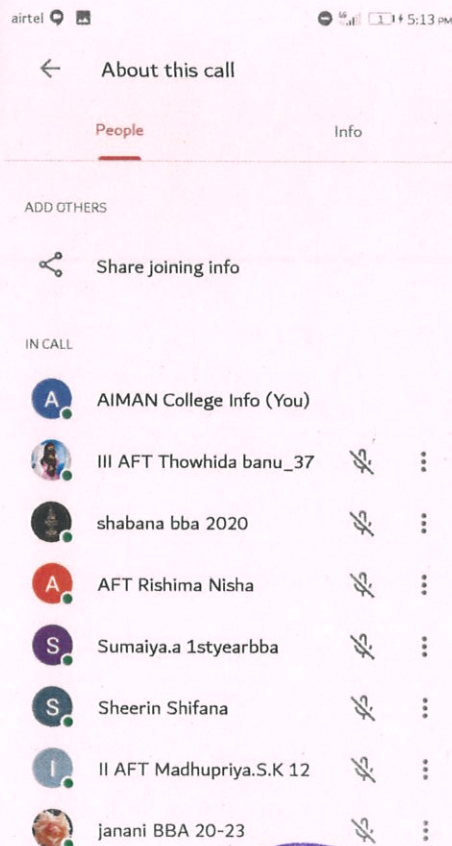 airtel 5:13 PM
About this call
People Info
ADD OTHERS
Share joining info
IN CALL
A AIMAN College Info (You)
III AFT Thowhida banu_37
shabana bba 2020
A AFT Rishima Nisha
S Sumaiya.a 1styearbba
S Sheerin Shifana
I II AFT Madhupriya.S.K 12
janani BBA 20-23